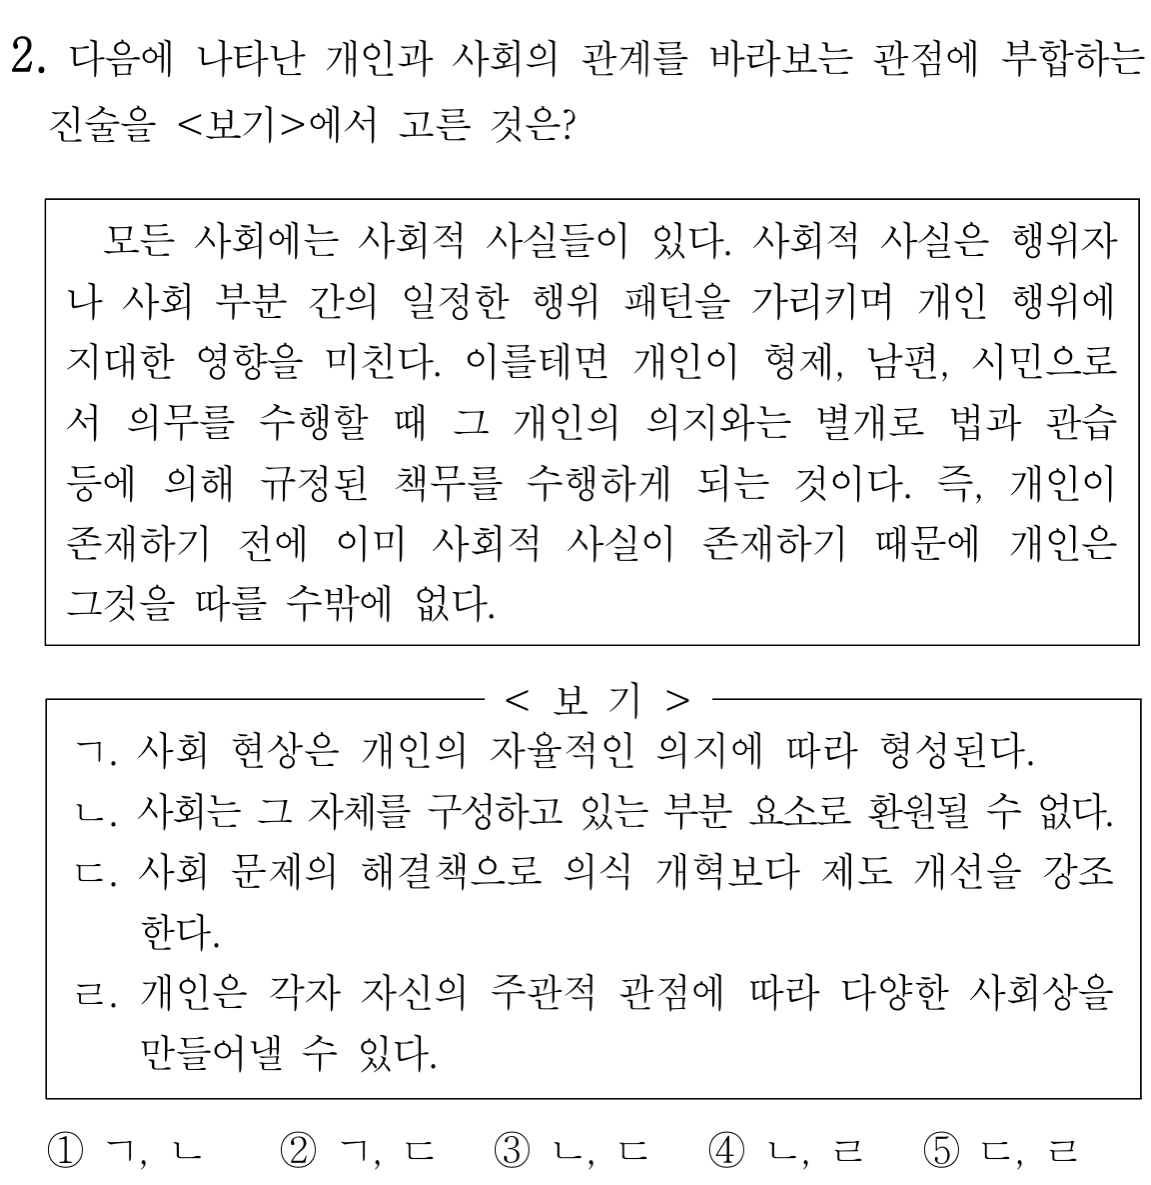 2. 다음에 나타난 개인과 사회의 관계를 바라보는 관점에 부합하는
진술을 <보기>에서 고른 것은?
모든 사회에는 사회적 사실들이 있다. 사회적 사실은 행위자
나 사회 부분 간의 일정한 행위 패턴을 가리키며 개인 행위에
지대한 영향을 미친다. 이를테면 개인이 형제, 남편, 시민으로
서 의무를 수행할 때 그 개인의 의지와는 별개로 법과 관습
등에 의해 규정된 책무를 수행하게 되는 것이다. 즉, 개인이
존재하기 전에 이미 사회적 사실이 존재하기 때문에 개인은
그것을 따를 수밖에 없다.
< 보 기 >
ㄱ. 사회 현상은 개인의 자율적인 의지에 따라 형성된다.
ㄴ. 사회는 그 자체를 구성하고 있는 부분 요소로 환원될 수 없다.
ㄷ. 사회 문제의 해결책으로 의식 개혁보다 제도 개선을 강조
한다.
ㄹ. 개인은 각자 자신의 주관적 관점에 따라 다양한 사회상을
만들어낼 수 있다.
① ㄱ, ㄴ ② ㄱ, ㄷ ③ ㄴ, ㄷ ④ ㄴ, ㄹ ⑤ ㄷ, ㄹ